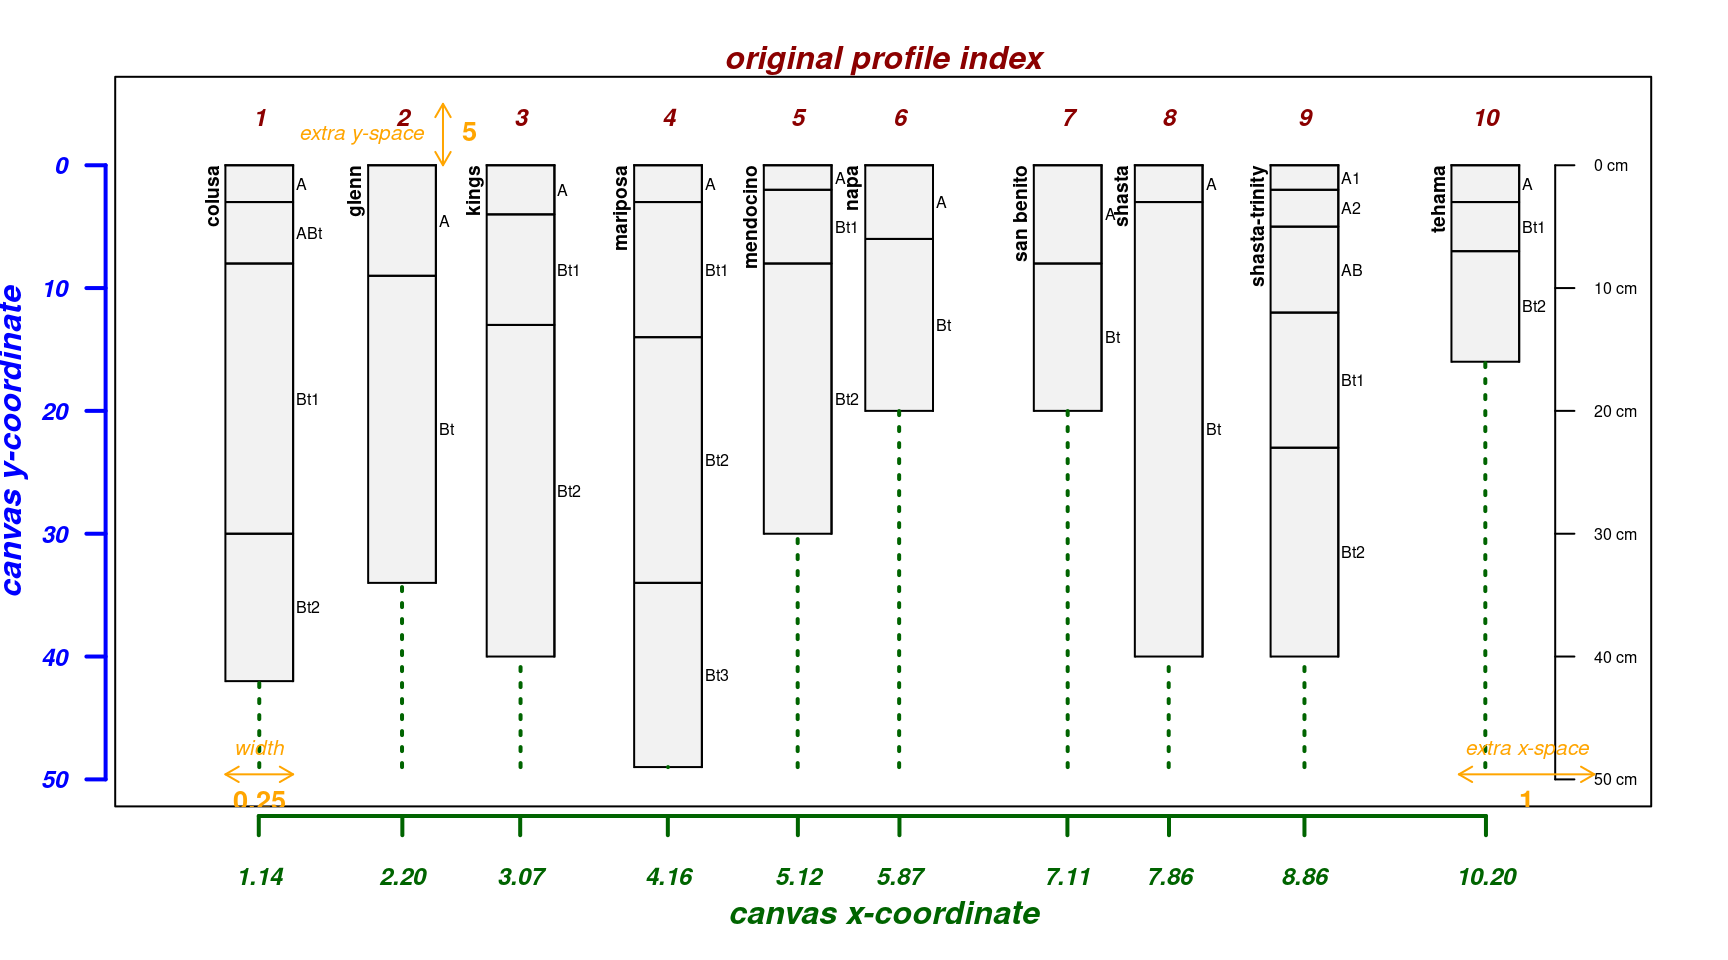 original profile index
1 2 3 4 5 6 7 8 9 10
extra y-space 5
canvas y-coordinate
0
10
20
30
40
50
colusa
A
ABt
Bt1
Bt2
glenn
A
Bt
kings
A
Bt1
Bt2
mariposa
A
Bt1
Bt2
Bt3
mendocino
A
Bt1
Bt2
napa
A
Bt
san benito
A
Bt
shasta
A
Bt
shasta-trinity
A1
A2
AB
Bt1
Bt2
tehama
A
Bt1
Bt2
0 cm
10 cm
20 cm
30 cm
40 cm
50 cm
width
0.25
extra x-space
1
1.14 2.20 3.07 4.16 5.12 5.87 7.11 7.86 8.86 10.20
canvas x-coordinate